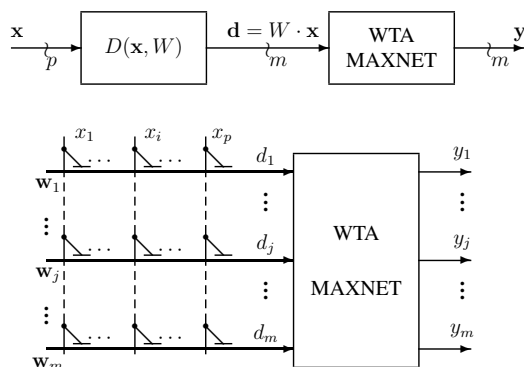 x
p
D(x, W)
d = W · x
m
WTA
MAXNET
m
y
x₁ xᵢ xₚ
w₁ ... ... d₁ y₁
⋮ ⋮ ⋮
WTA
wⱼ ... ... dⱼ yⱼ
⋮ ⋮ MAXNET ⋮
wₘ ... ... dₘ yₘ